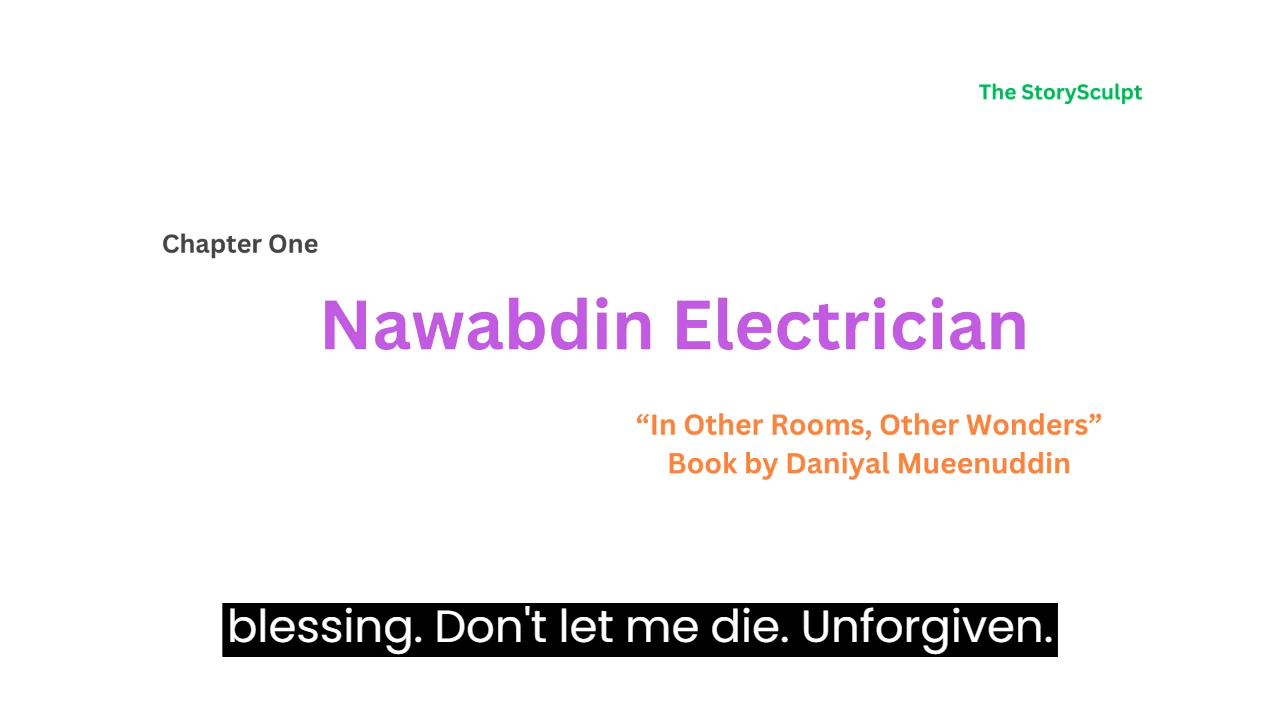 The StorySculpt
Chapter One
Nawabdin Electrician
“In Other Rooms, Other Wonders”
Book by Daniyal Mueenuddin
blessing. Don't let me die. Unforgiven.